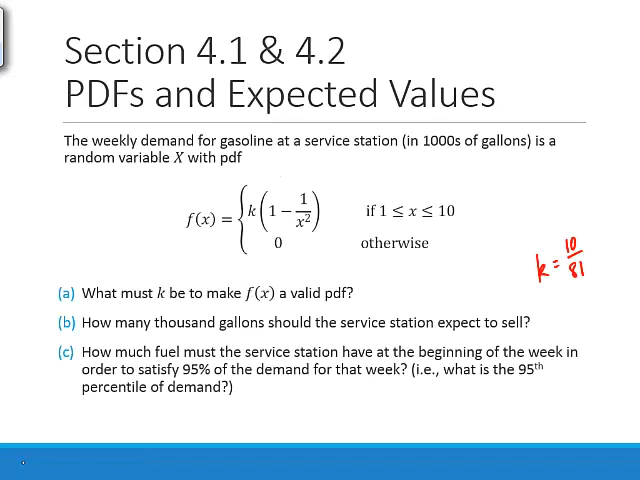 Section 4.1 & 4.2
PDFs and Expected Values
The weekly demand for gasoline at a service station (in 1000s of gallons) is a
random variable X with pdf
f(x) = { k(1 − 1/x²) if 1 ≤ x ≤ 10
0 otherwise
k = 10/81
(a) What must k be to make f(x) a valid pdf?
(b) How many thousand gallons should the service station expect to sell?
(c) How much fuel must the service station have at the beginning of the week in
order to satisfy 95% of the demand for that week? (i.e., what is the 95th
percentile of demand?)